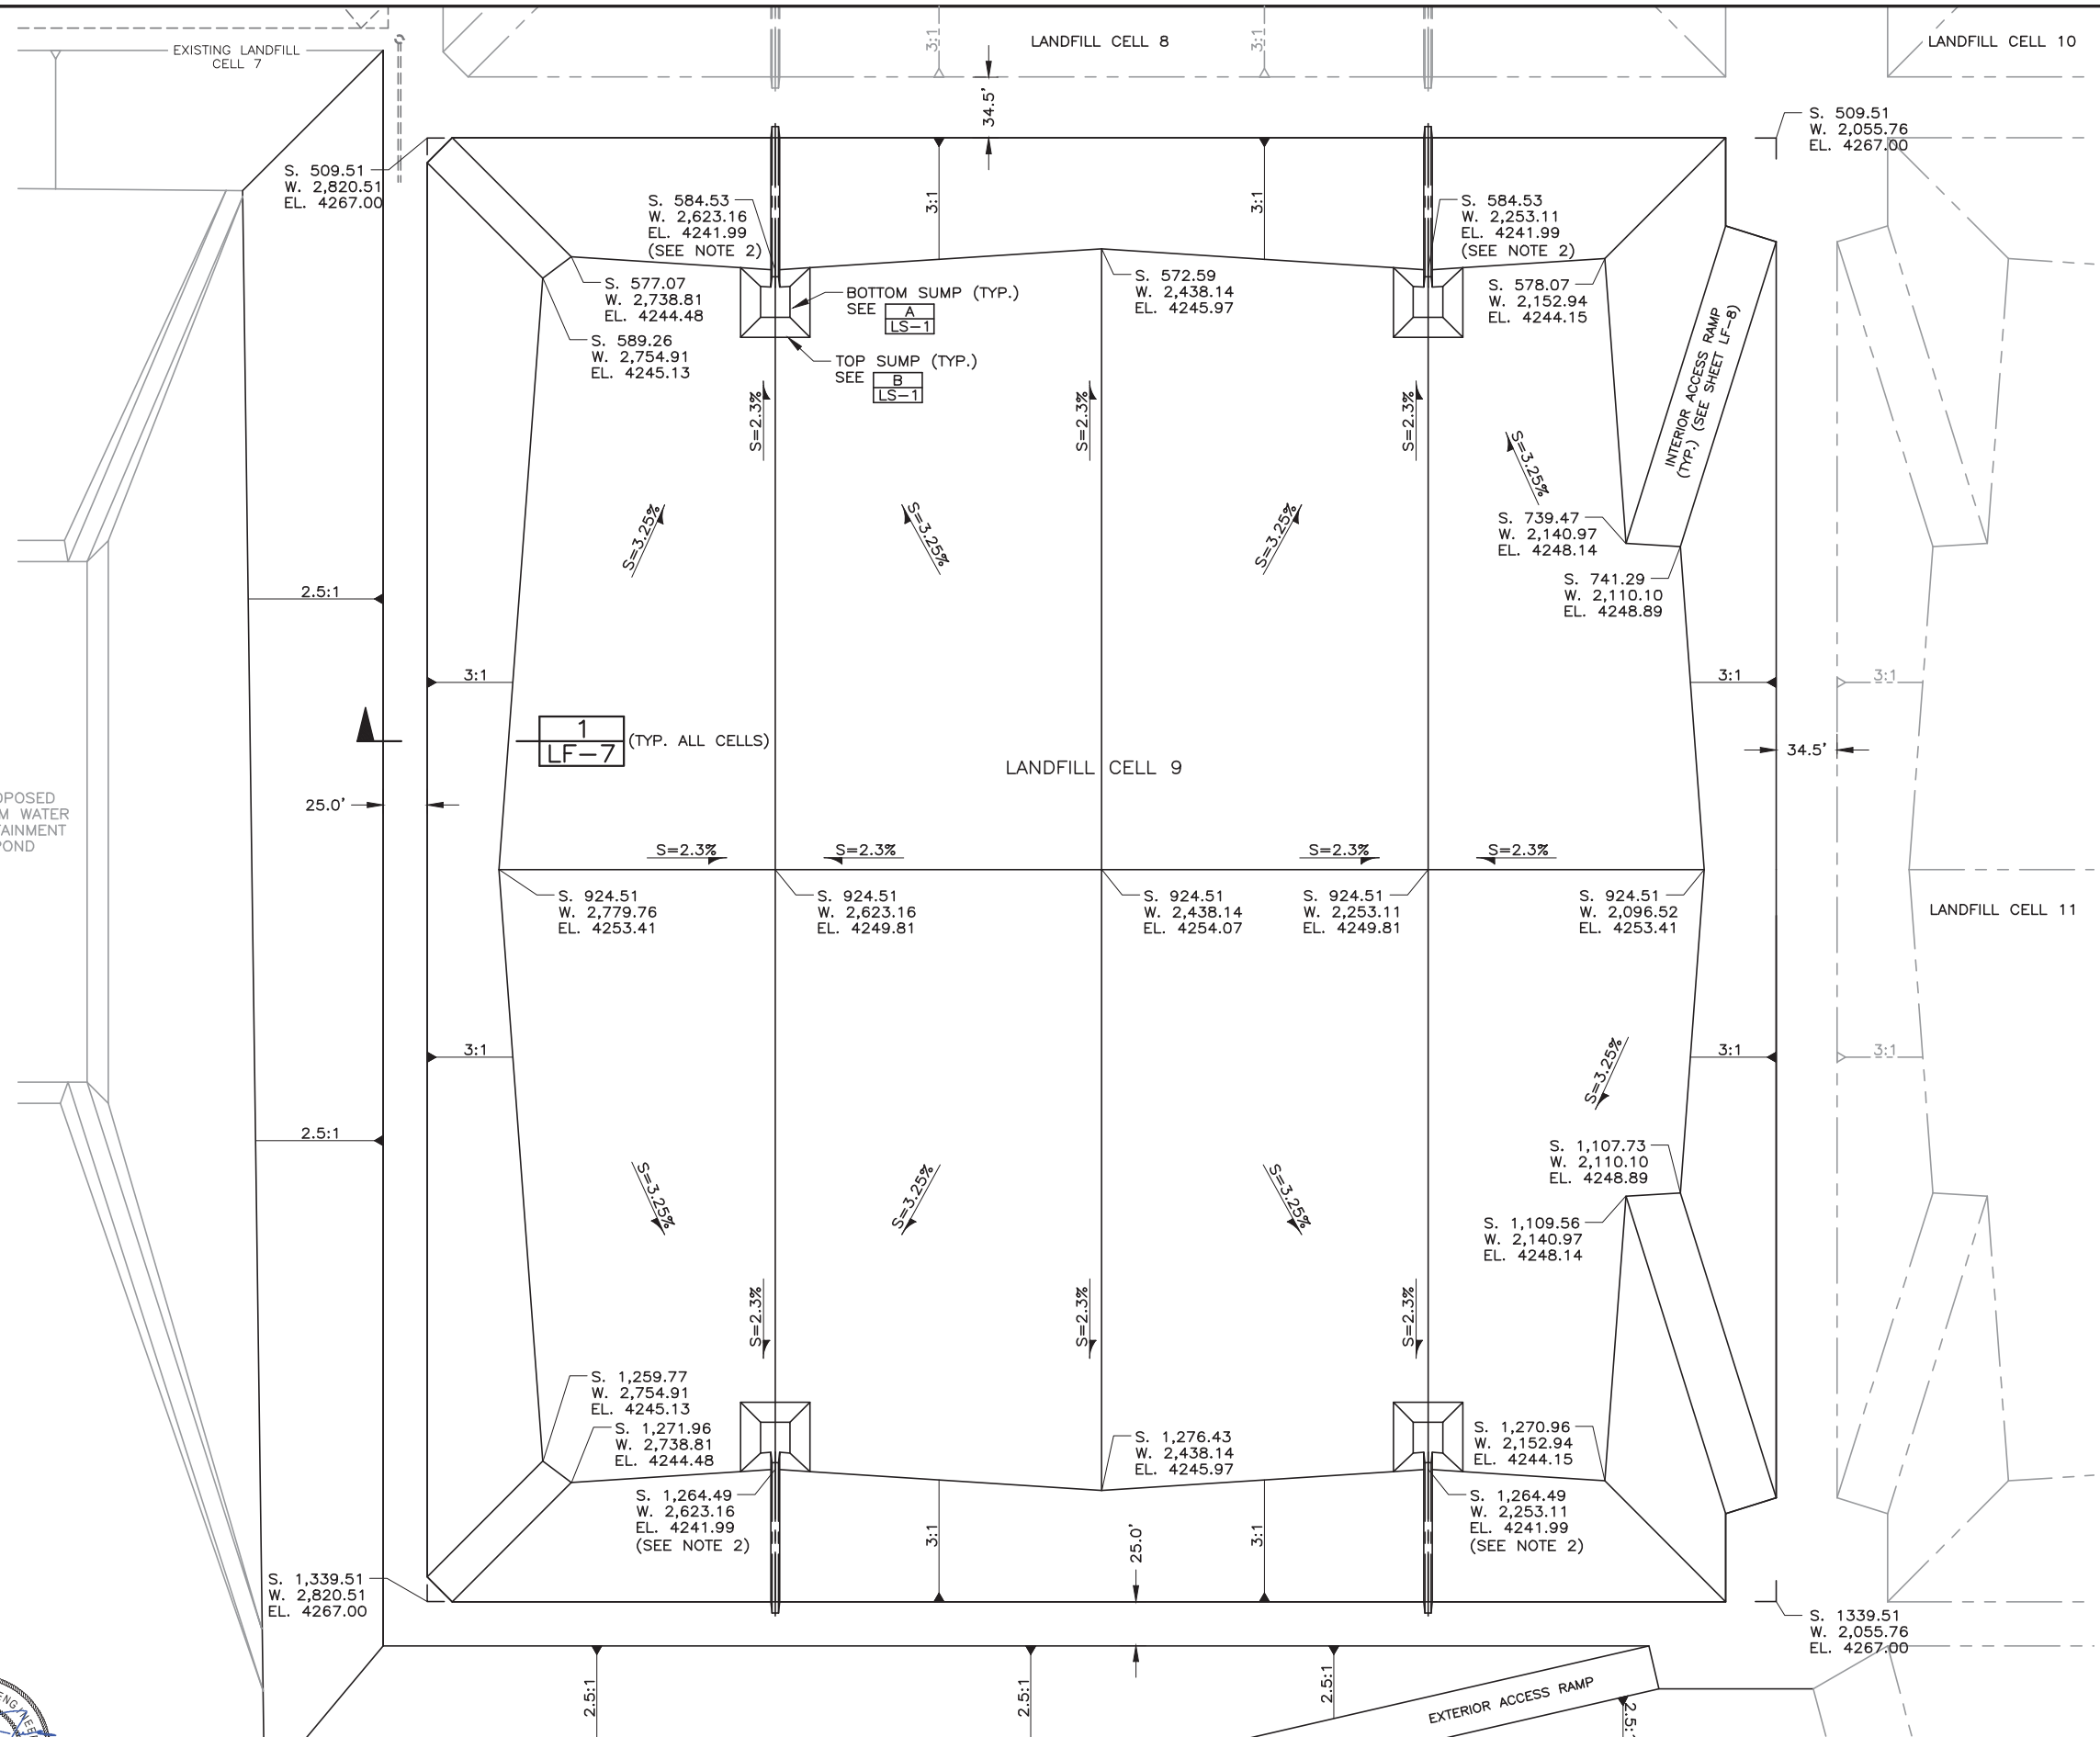 EXISTING LANDFILL
CELL 7
LANDFILL CELL 8
LANDFILL CELL 10
3:1
3:1
34.5'
S. 509.51
W. 2,820.51
EL. 4267.00
S. 509.51
W. 2,055.76
EL. 4267.00
S. 584.53
W. 2,623.16
EL. 4241.99
(SEE NOTE 2)
3:1
3:1
S. 584.53
W. 2,253.11
EL. 4241.99
(SEE NOTE 2)
S. 577.07
W. 2,738.81
EL. 4244.48
S. 589.26
W. 2,754.91
EL. 4245.13
BOTTOM SUMP (TYP.)
SEE A
LS-1
TOP SUMP (TYP.)
SEE B
LS-1
S. 572.59
W. 2,438.14
EL. 4245.97
S. 578.07
W. 2,152.94
EL. 4244.15
INTERIOR ACCESS RAMP
(TYP.) (SEE SHEET LF-8)
S=2.3%
S=2.3%
S=2.3%
S=3.25%
S=3.25%
S=3.25%
S=3.25%
S. 739.47
W. 2,140.97
EL. 4248.14
S. 741.29
W. 2,110.10
EL. 4248.89
2.5:1
3:1
3:1
3:1
1
LF-7
(TYP. ALL CELLS)
LANDFILL CELL 9
34.5'
25.0'
OPOSED
M WATER
TAINMENT
POND
S=2.3%
S=2.3%
S=2.3%
S=2.3%
S. 924.51
W. 2,779.76
EL. 4253.41
S. 924.51
W. 2,623.16
EL. 4249.81
S. 924.51
W. 2,438.14
EL. 4254.07
S. 924.51
W. 2,253.11
EL. 4249.81
S. 924.51
W. 2,096.52
EL. 4253.41
LANDFILL CELL 11
3:1
3:1
3:1
2.5:1
S=3.25%
S=3.25%
S=3.25%
S=3.25%
S. 1,107.73
W. 2,110.10
EL. 4248.89
S. 1,109.56
W. 2,140.97
EL. 4248.14
S=2.3%
S=2.3%
S=2.3%
S. 1,259.77
W. 2,754.91
EL. 4245.13
S. 1,271.96
W. 2,738.81
EL. 4244.48
S. 1,276.43
W. 2,438.14
EL. 4245.97
S. 1,270.96
W. 2,152.94
EL. 4244.15
S. 1,264.49
W. 2,623.16
EL. 4241.99
(SEE NOTE 2)
3:1
25.0'
3:1
S. 1,264.49
W. 2,253.11
EL. 4241.99
(SEE NOTE 2)
S. 1,339.51
W. 2,820.51
EL. 4267.00
S. 1339.51
W. 2,055.76
EL. 4267.00
2.5:1
2.5:1
2.5:1
EXTERIOR ACCESS RAMP
2.5:
ENGINEE